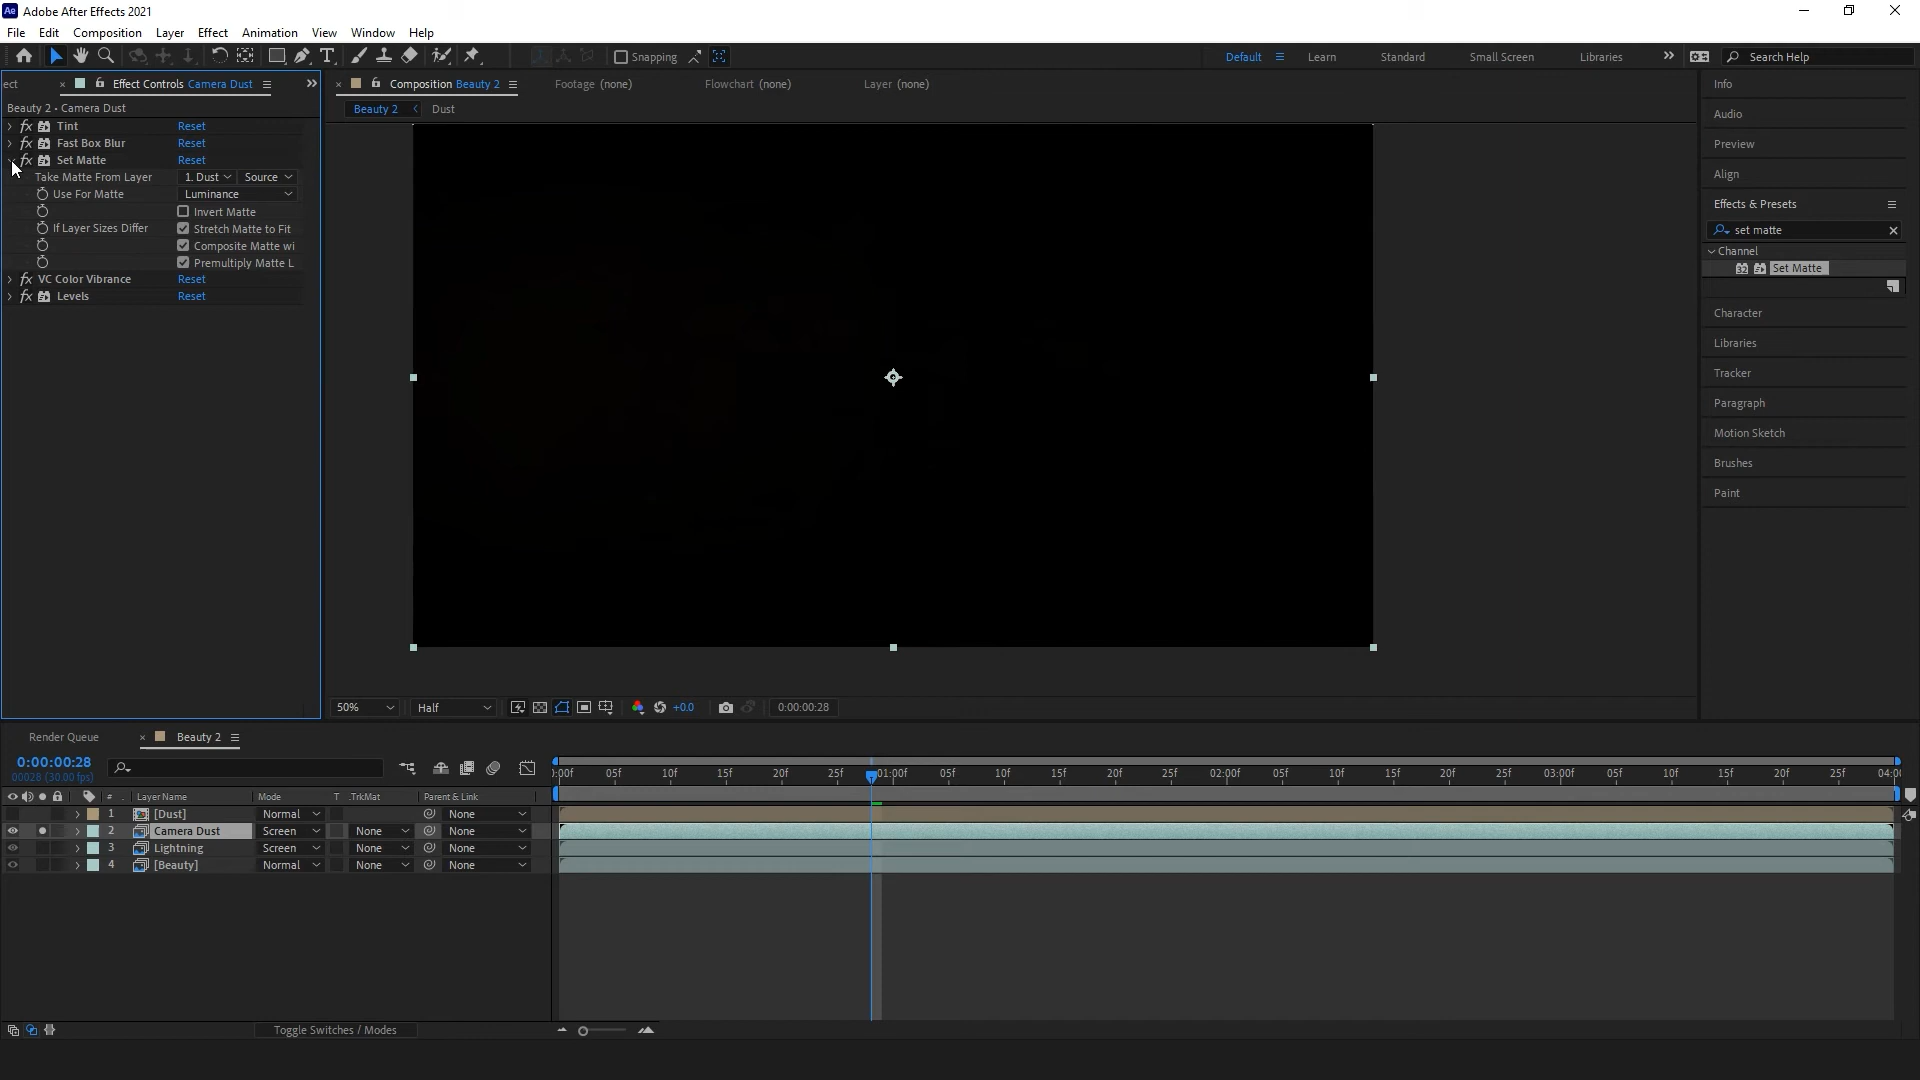 Ae Adobe After Effects 2021
File Edit Composition Layer Effect Animation View Window Help
Snapping
Default Learn Standard Small Screen Libraries
Search Help
ect × Effect Controls Camera Dust
× Composition Beauty 2
Footage (none)
Flowchart (none)
Layer (none)
Beauty 2 • Camera Dust
Beauty 2 Dust
fx Tint Reset
fx Fast Box Blur Reset
fx Set Matte Reset
Take Matte From Layer 1. Dust Source
Use For Matte Luminance
Invert Matte
If Layer Sizes Differ Stretch Matte to Fit
Composite Matte wi
Premultiply Matte L
fx VC Color Vibrance Reset
fx Levels Reset
Info
Audio
Preview
Align
Effects & Presets
set matte
Channel
32 Set Matte
Character
Libraries
Tracker
Paragraph
Motion Sketch
Brushes
Paint
50% Half +0.0 0:00:00:28
Render Queue × Beauty 2
0:00:00:28
00028 (30.00 fps)
):00f 05f 10f 15f 20f 25f 01:00f 05f 10f 15f 20f 25f 02:00f 05f 10f 15f 20f 25f 03:00f 05f 10f 15f 20f 25f 04:00
# Layer Name Mode T .TrkMat Parent & Link
1 [Dust] Normal None
2 Camera Dust Screen None None
3 Lightning Screen None None
4 [Beauty] Normal None None
Toggle Switches / Modes